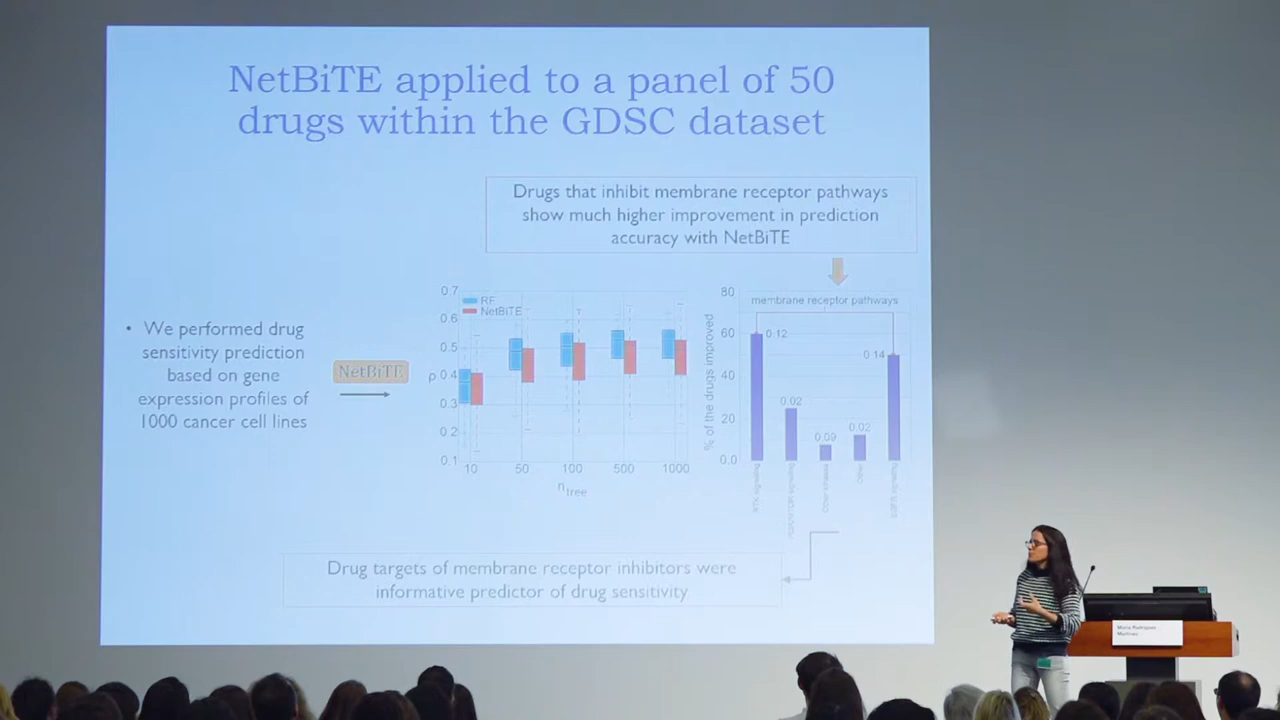 NetBiTE applied to a panel of 50
drugs within the GDSC dataset
Drugs that inhibit membrane receptor pathways
show much higher improvement in prediction
accuracy with NetBiTE
• We performed drug
sensitivity prediction
based on gene
expression profiles of
1000 cancer cell lines
NetBiTE
RF
NetBiTE
0.7
0.6
0.5
ρ 0.4
0.3
0.2
0.1
10 50 100 500 1000
n tree
% of the drugs improved
80
60
40
20
0.0
membrane receptor pathways
0.12
0.02
0.09
0.02
0.14
Drug targets of membrane receptor inhibitors were
informative predictor of drug sensitivity
Maria Rodriguez
Martinez